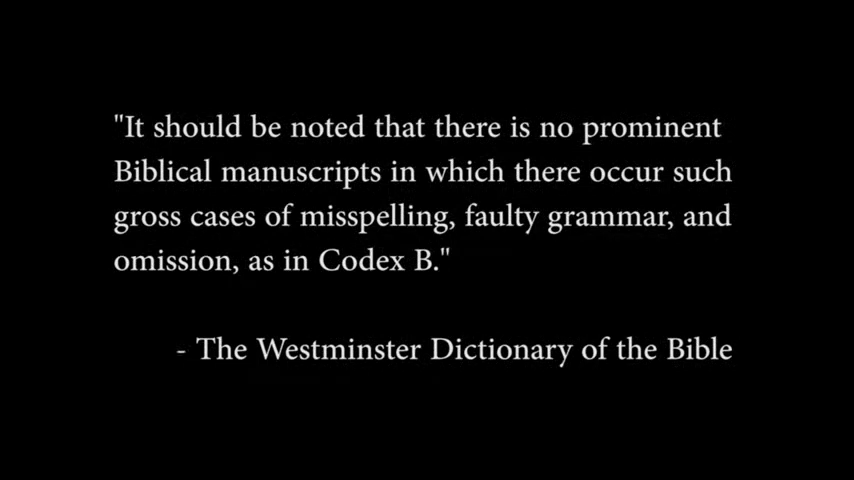 "It should be noted that there is no prominent
Biblical manuscripts in which there occur such
gross cases of misspelling, faulty grammar, and
omission, as in Codex B."
- The Westminster Dictionary of the Bible